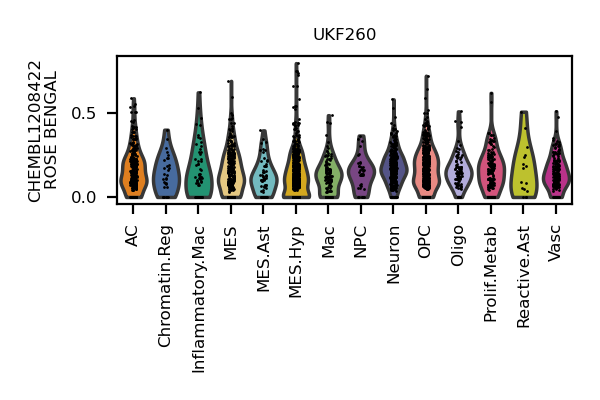 UKF260
CHEMBL1208422
ROSE BENGAL
0.5
0.0
AC
Chromatin.Reg
Inflammatory.Mac
MES
MES.Ast
MES.Hyp
Mac
NPC
Neuron
OPC
Oligo
Prolif.Metab
Reactive.Ast
Vasc